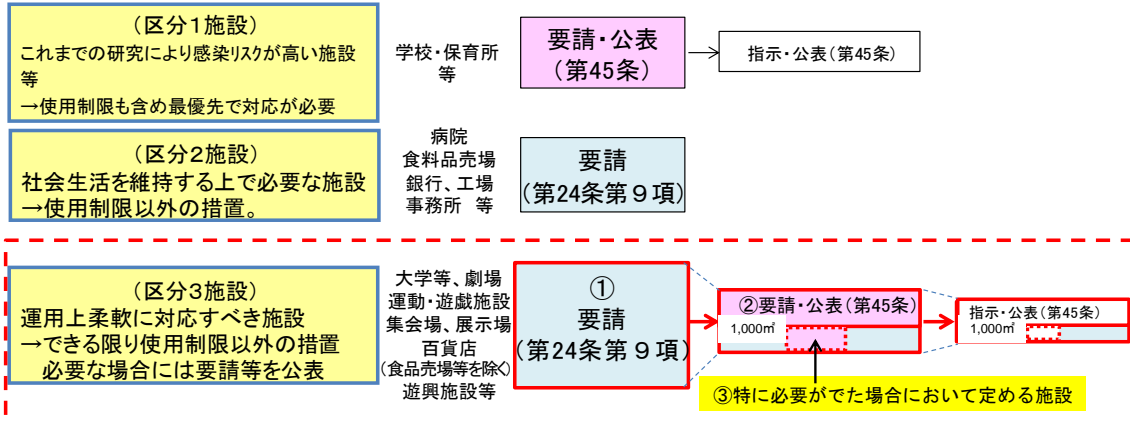 (区分1施設)
これまでの研究により感染リスクが高い施設
等
→使用制限も含め最優先で対応が必要
学校・保育所
等
要請・公表
(第45条)
指示・公表(第45条)
(区分2施設)
社会生活を維持する上で必要な施設
→使用制限以外の措置。
病院
食料品売場
銀行、工場
事務所 等
要請
(第24条第9項)
(区分3施設)
運用上柔軟に対応すべき施設
→できる限り使用制限以外の措置
必要な場合には要請等を公表
大学等、劇場
運動・遊戯施設
集会場、展示場
百貨店
(食品売場等を除く)
遊興施設等
①
要請
(第24条第9項)
②要請・公表(第45条)
1,000㎡
指示・公表(第45条)
1,000㎡
③特に必要がでた場合において定める施設